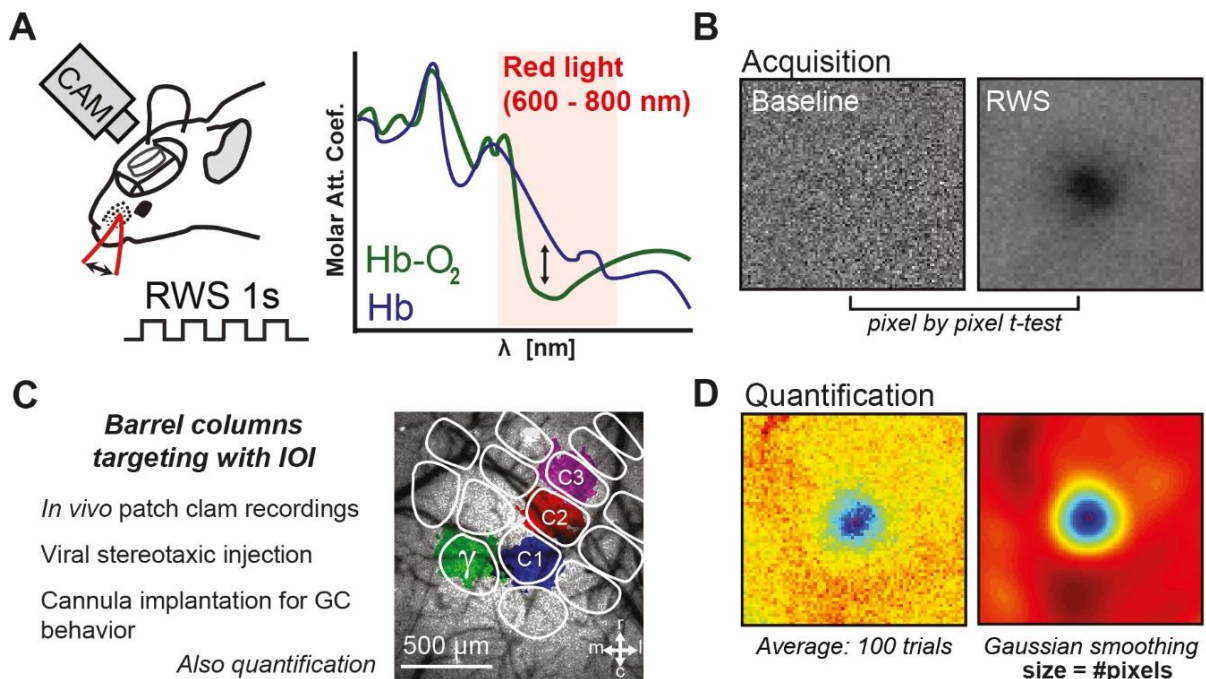 A
CAM
RWS 1s
Molar Att. Coef.
Red light
(600 - 800 nm)
Hb-O₂
Hb
λ [nm]
B
Acquisition
Baseline
RWS
pixel by pixel t-test
C
Barrel columns
targeting with IOI
In vivo patch clam recordings
Viral stereotaxic injection
Cannula implantation for GC
behavior
Also quantification
C3
C2
γ
C1
500 µm
r
m
l
c
D
Quantification
Average: 100 trials
Gaussian smoothing
size = #pixels